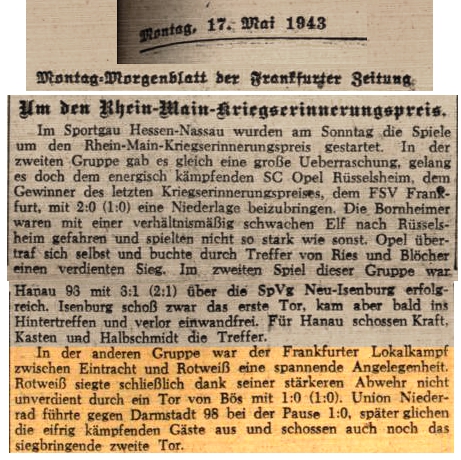 Montag, 17. Mai 1943
Montag-Morgenblatt der Frankfurter Zeitung
Um den Rhein-Main-Kriegserinnerungspreis.
Im Sportgau Hessen-Nassau wurden am Sonntag die Spiele
um den Rhein-Main-Kriegserinnerungspreis gestartet. In der
zweiten Gruppe gab es gleich eine große Ueberraschung, gelang
es doch dem energisch kämpfenden SC Opel Rüsselsheim, dem
Gewinner des letzten Kriegserinnerungspreises, dem FSV Frank-
furt, mit 2:0 (1:0) eine Niederlage beizubringen. Die Bornheimer
waren mit einer verhältnismäßig schwachen Elf nach Rüssels-
heim gefahren und spielten nicht so stark wie sonst. Opel über-
traf sich selbst und buchte durch Treffer von Ries und Blöcher
einen verdienten Sieg. Im zweiten Spiel dieser Gruppe war
Hanau 93 mit 3:1 (2:1) über die SpVg Neu-Isenburg erfolg-
reich. Isenburg schoß zwar das erste Tor, kam aber bald ins
Hintertreffen und verlor einwandfrei. Für Hanau schossen Kraft,
Kasten und Halbschmidt die Treffer.
In der anderen Gruppe war der Frankfurter Lokalkampf
zwischen Eintracht und Rotweiß eine spannende Angelegenheit.
Rotweiß siegte schließlich dank seiner stärkeren Abwehr nicht
unverdient durch ein Tor von Bös mit 1:0 (1:0). Union Nieder-
rad führte gegen Darmstadt 98 bei der Pause 1:0, später glichen
die eifrig kämpfenden Gäste aus und schossen auch noch das
siegbringende zweite Tor.